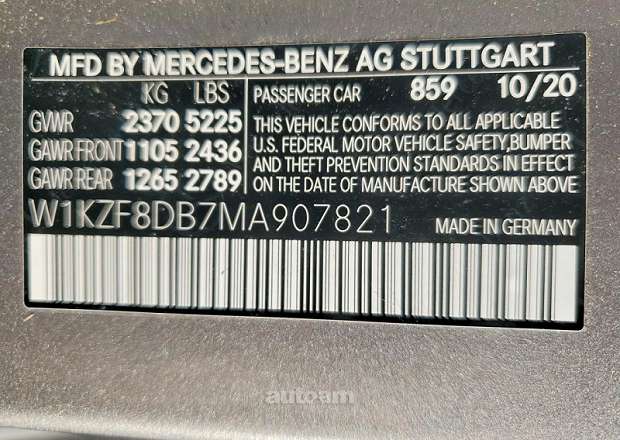 MFD BY MERCEDES-BENZ AG STUTTGART
KG LBS
GVWR 2370 5225
GAWR FRONT 1105 2436
GAWR REAR 1265 2789
PASSENGER CAR 859 10/20
THIS VEHICLE CONFORMS TO ALL APPLICABLE
U.S. FEDERAL MOTOR VEHICLE SAFETY,BUMPER
AND THEFT PREVENTION STANDARDS IN EFFECT
ON THE DATE OF MANUFACTURE SHOWN ABOVE
W1KZF8DB7MA907821
MADE IN GERMANY
autoam